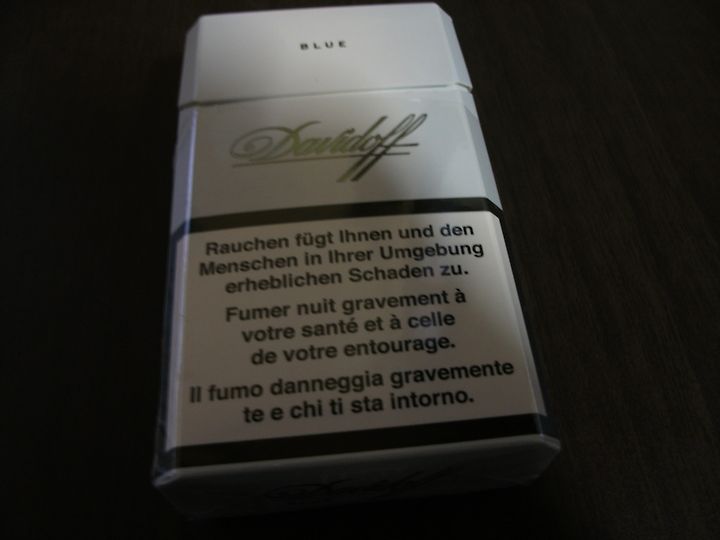 BLUE
Davidoff
Rauchen fügt Ihnen und den
Menschen in Ihrer Umgebung
erheblichen Schaden zu.
Fumer nuit gravement à
votre santé et à celle
de votre entourage.
Il fumo danneggia gravemente
te e chi ti sta intorno.
Davidoff